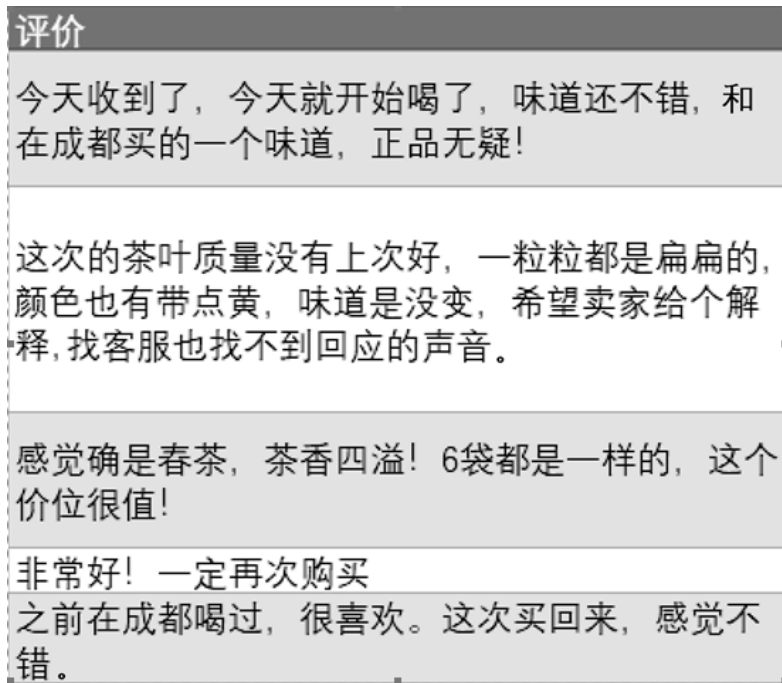 评价
今天收到了，今天就开始喝了，味道还不错，和
在成都买的一个味道，正品无疑！
这次的茶叶质量没有上次好，一粒粒都是扁扁的，
颜色也有带点黄，味道是没变，希望卖家给个解
释,找客服也找不到回应的声音。
感觉确是春茶，茶香四溢！6袋都是一样的，这个
价位很值！
非常好！一定再次购买
之前在成都喝过，很喜欢。这次买回来，感觉不
错。